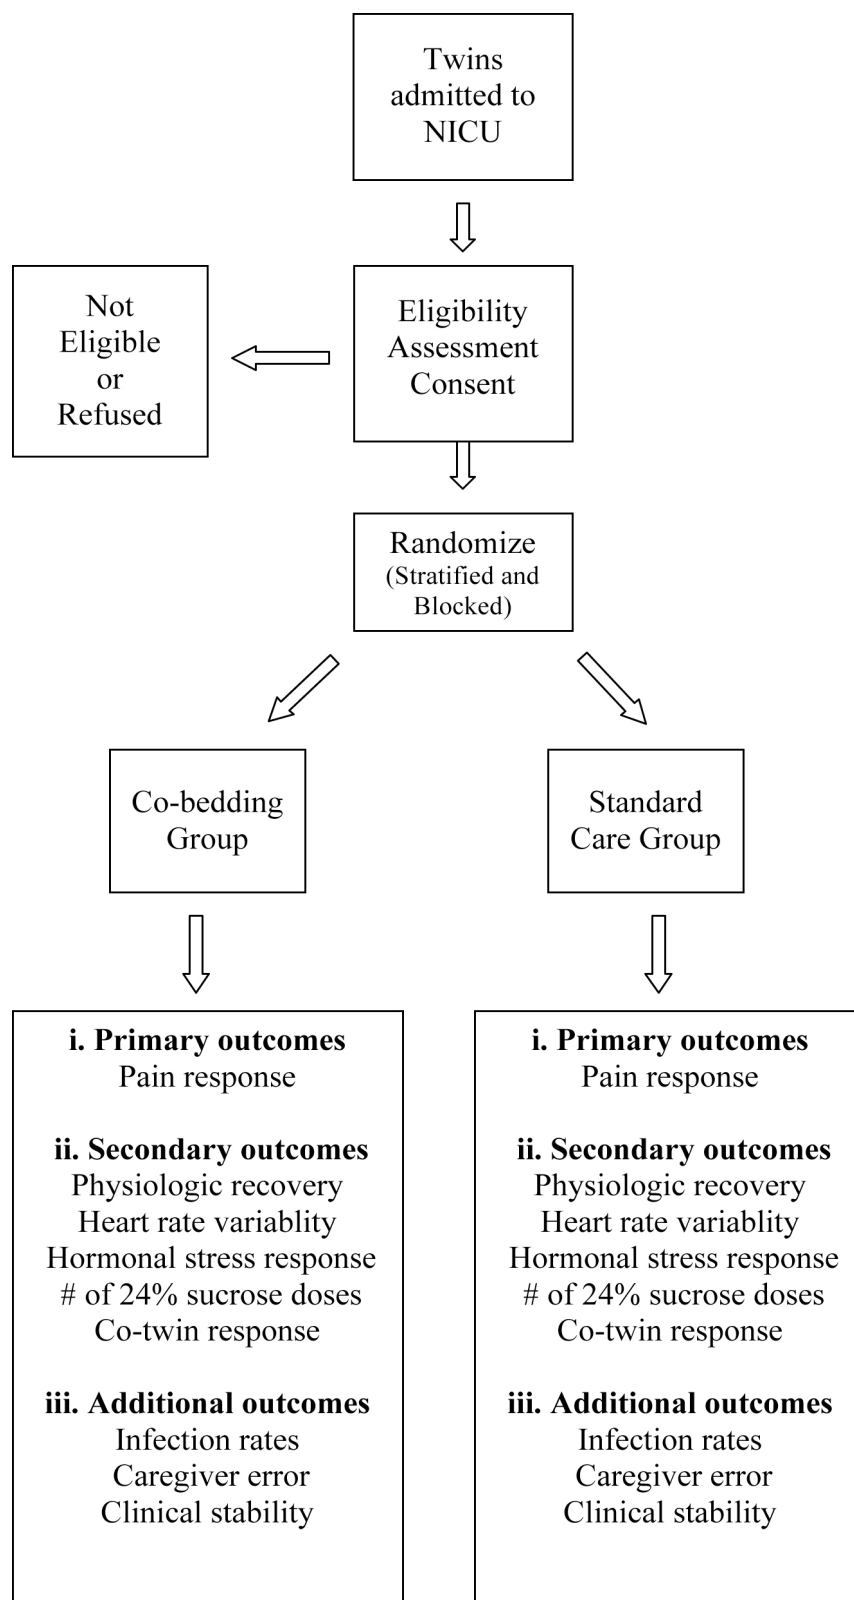 Twins
admitted to
NICU
Not
Eligible
or
Refused
Eligibility
Assessment
Consent
Randomize
(Stratified and
Blocked)
Co-bedding
Group
Standard
Care Group
i. Primary outcomes
Pain response
ii. Secondary outcomes
Physiologic recovery
Heart rate variablity
Hormonal stress response
# of 24% sucrose doses
Co-twin response
iii. Additional outcomes
Infection rates
Caregiver error
Clinical stability
i. Primary outcomes
Pain response
ii. Secondary outcomes
Physiologic recovery
Heart rate variablity
Hormonal stress response
# of 24% sucrose doses
Co-twin response
iii. Additional outcomes
Infection rates
Caregiver error
Clinical stability